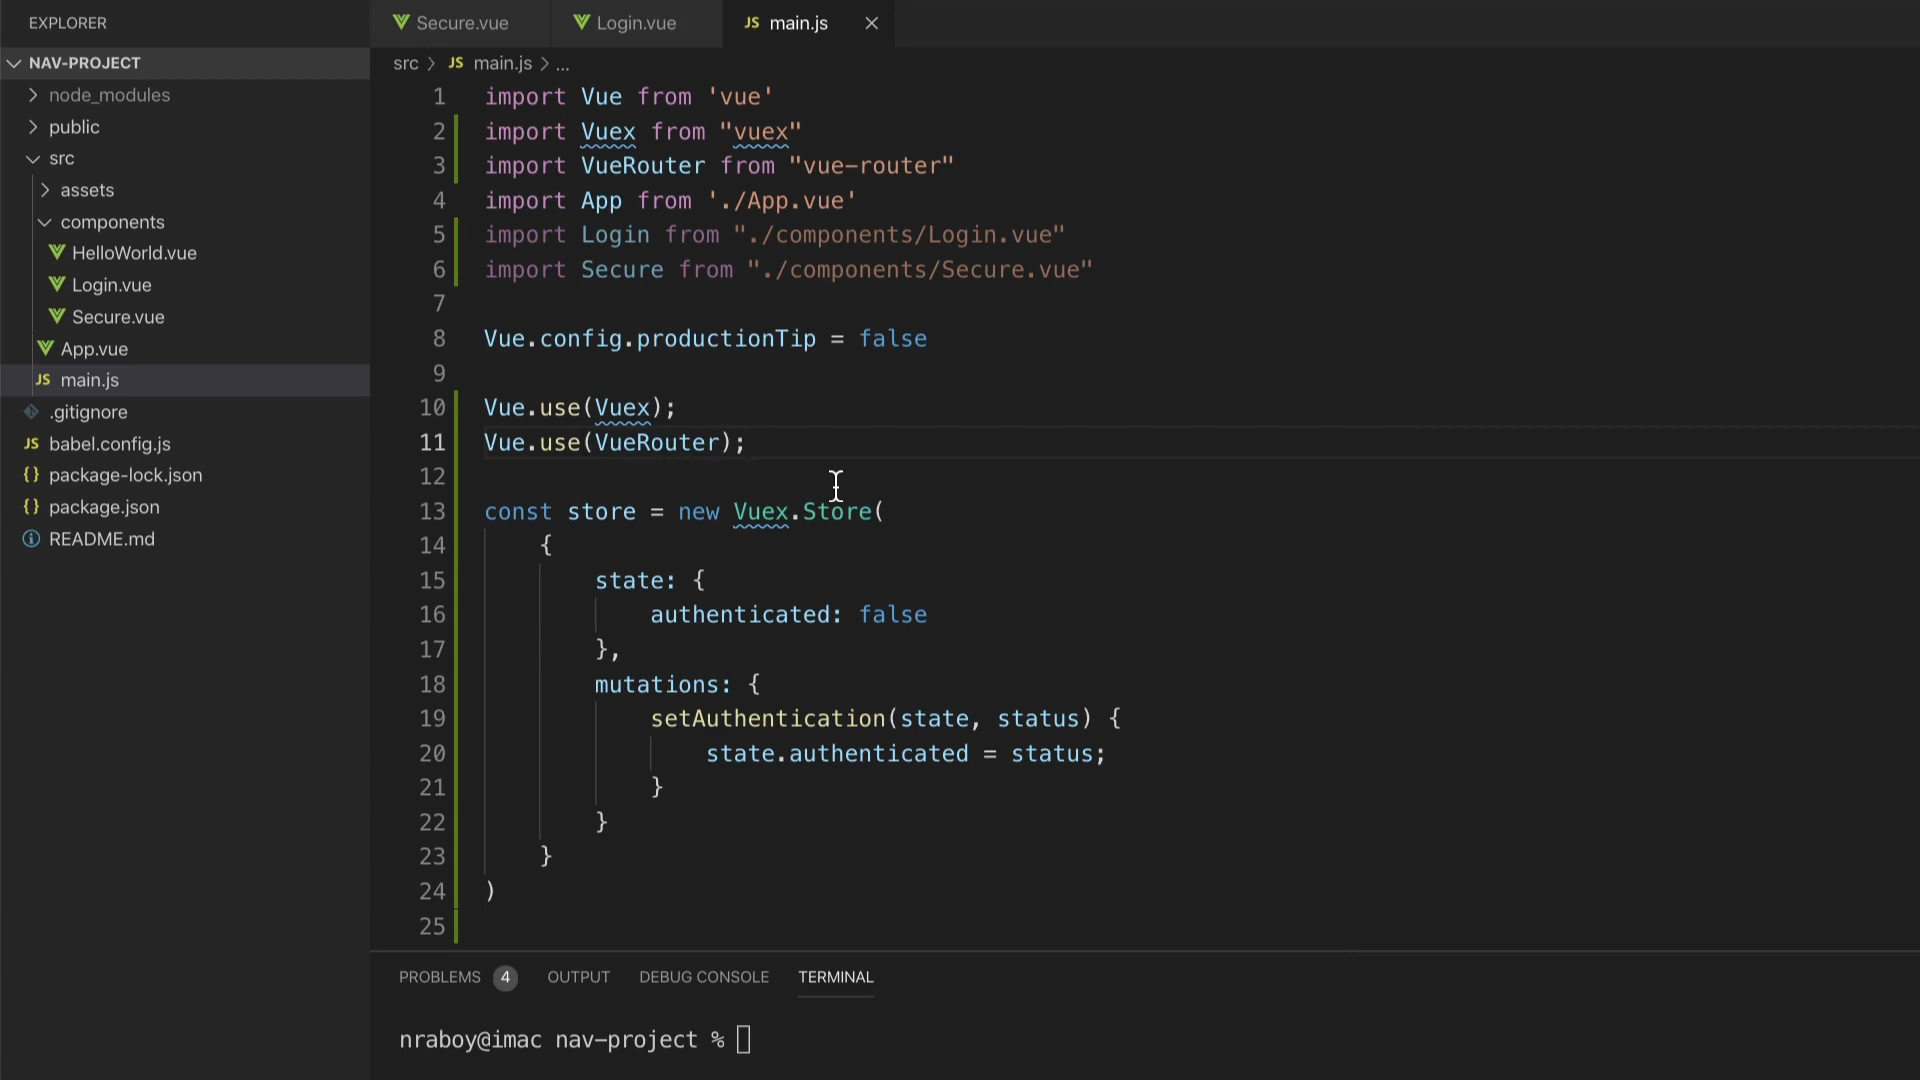 EXPLORER
NAV-PROJECT
node_modules
public
src
assets
components
HelloWorld.vue
Login.vue
Secure.vue
App.vue
JS main.js
.gitignore
JS babel.config.js
{} package-lock.json
{} package.json
README.md
Secure.vue
Login.vue
JS main.js
src > JS main.js > ...
1 import Vue from 'vue'
2 import Vuex from "vuex"
3 import VueRouter from "vue-router"
4 import App from './App.vue'
5 import Login from "./components/Login.vue"
6 import Secure from "./components/Secure.vue"
7
8 Vue.config.productionTip = false
9
10 Vue.use(Vuex);
11 Vue.use(VueRouter);
12
13 const store = new Vuex.Store(
14 {
15 state: {
16 authenticated: false
17 },
18 mutations: {
19 setAuthentication(state, status) {
20 state.authenticated = status;
21 }
22 }
23 }
24 )
25
PROBLEMS 4 OUTPUT DEBUG CONSOLE TERMINAL
nraboy@imac nav-project %